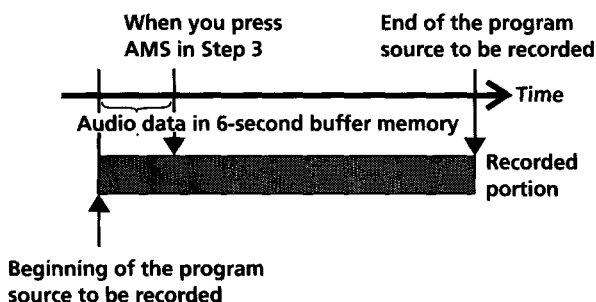 When you press
AMS in Step 3
End of the program
source to be recorded
Time
Audio data in 6-second buffer memory
Recorded
portion
Beginning of the program
source to be recorded